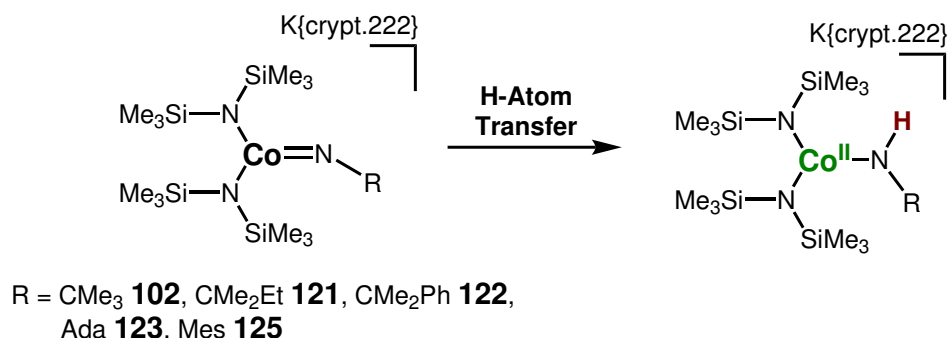 K{crypt.222}
SiMe₃
Me₃Si
N
Co=N
R
Me₃Si
N
SiMe₃
H-Atom
Transfer
K{crypt.222}
SiMe₃
Me₃Si
N
H
Coᴵᴵ
N
R
Me₃Si
N
SiMe₃
R = CMe₃ 102, CMe₂Et 121, CMe₂Ph 122,
Ada 123, Mes 125